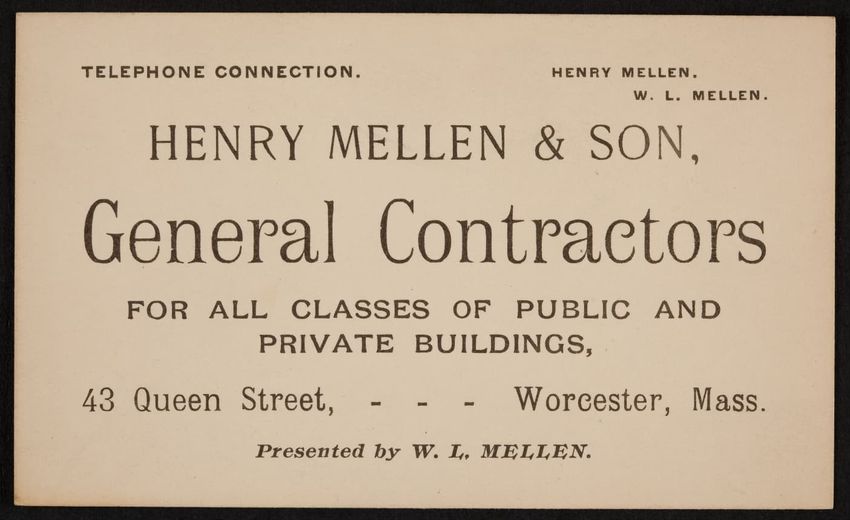 TELEPHONE CONNECTION.
HENRY MELLEN.
W. L. MELLEN.
HENRY MELLEN & SON,
General Contractors
FOR ALL CLASSES OF PUBLIC AND
PRIVATE BUILDINGS,
43 Queen Street, - - - Worcester, Mass.
Presented by W. L. MELLEN.